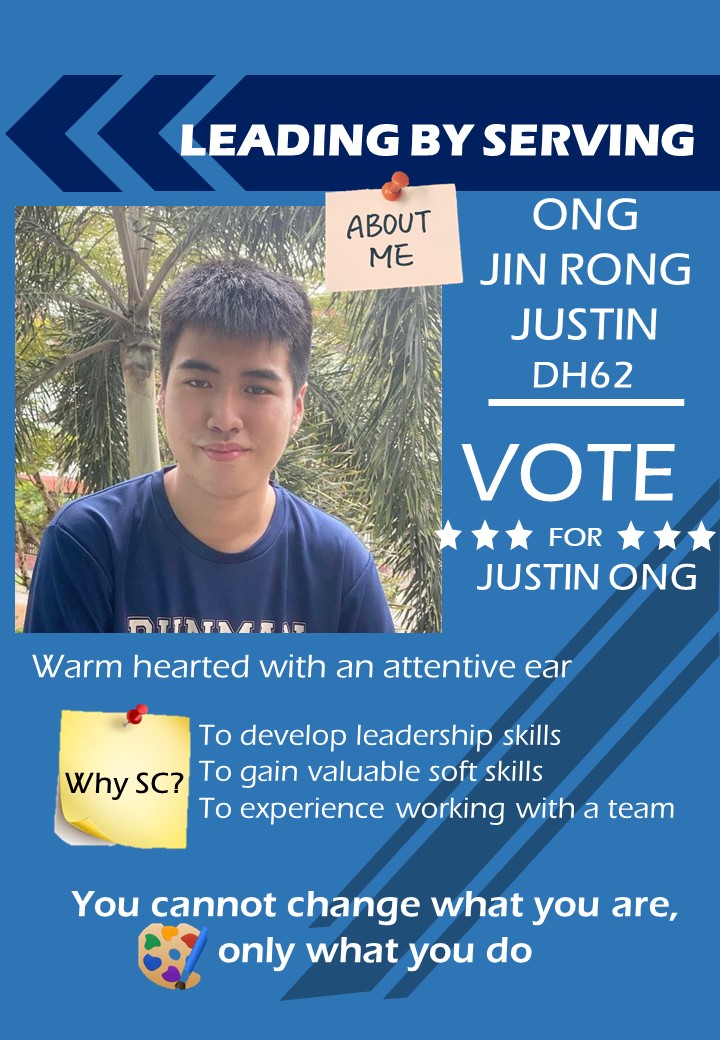 LEADING BY SERVING
ABOUT
ME
ONG
JIN RONG
JUSTIN
DH62
VOTE
FOR
JUSTIN ONG
Warm hearted with an attentive ear
Why SC?
To develop leadership skills
To gain valuable soft skills
To experience working with a team
You cannot change what you are,
only what you do